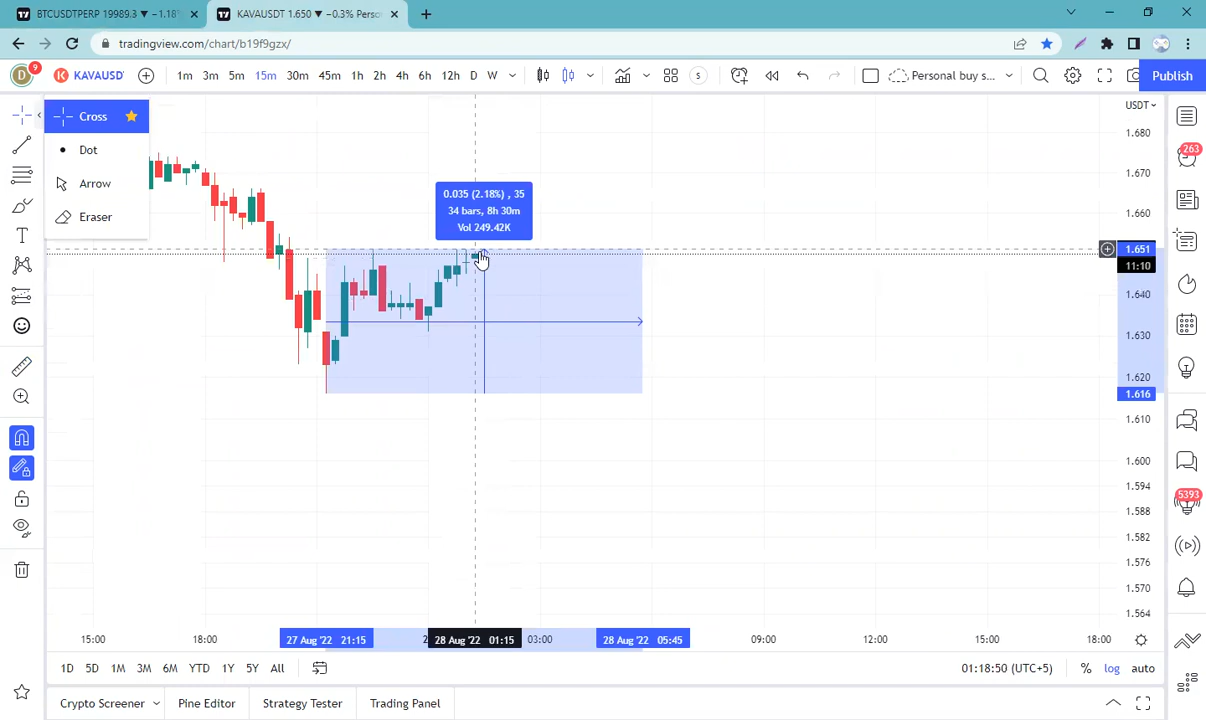 BTCUSDTPERP 19989.3 ▼ −1.18%
KAVAUSDT 1.650 ▼ −0.3% Perso
tradingview.com/chart/b19f9gzx/
D
9
KAVAUSD
1m 3m 5m 15m 30m 45m 1h 2h 4h 6h 12h D W
S
Personal buy s...
Publish
Cross
Dot
Arrow
Eraser
USDT
1.680
1.670
1.660
1.651
11:10
1.640
1.630
1.620
1.616
1.610
1.600
1.594
1.588
1.582
1.576
1.570
1.564
0.035 (2.18%) , 35
34 bars, 8h 30m
Vol 249.42K
263
5393
15:00
18:00
27 Aug '22 21:15
2
28 Aug '22 01:15
03:00
28 Aug '22 05:45
09:00
12:00
15:00
18:00
1D 5D 1M 3M 6M YTD 1Y 5Y All
01:18:50 (UTC+5)
% log auto
Crypto Screener
Pine Editor
Strategy Tester
Trading Panel